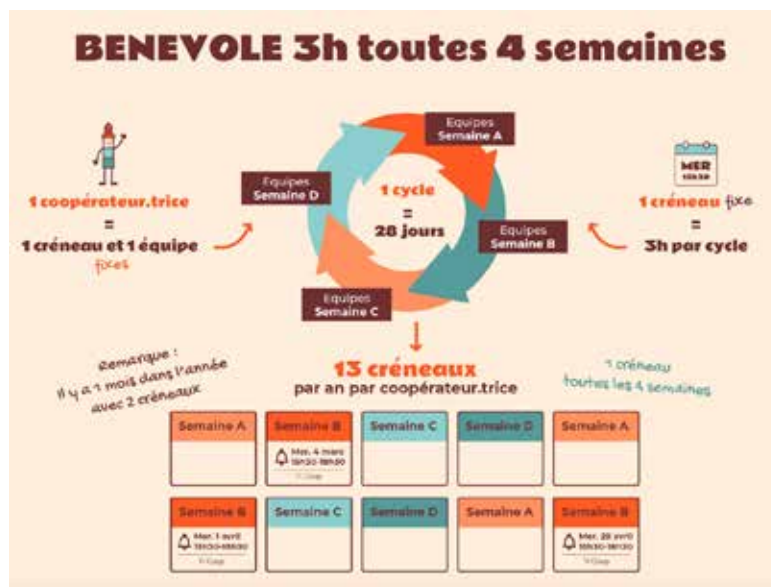 BENEVOLE 3h toutes 4 semaines
Equipes
Semaine A
Equipes
Semaine D
1 cycle
=
28 jours
Equipes
Semaine B
Equipes
Semaine C
1 coopérateur.trice
=
1 créneau et 1 équipe
fixes
MER
1 créneau fixe
=
3h par cycle
Remarque :
Il y a 1 mois dans l'année
avec 2 créneaux
13 créneaux
par an par coopérateur.trice
1 créneau
toutes les 4 semaines
Semaine A
Semaine B
Mer. 4 mars
Semaine C
Semaine D
Semaine A
Semaine B
Mer. 1 avril
Semaine C
Semaine D
Semaine A
Semaine B
Mer. 29 avril